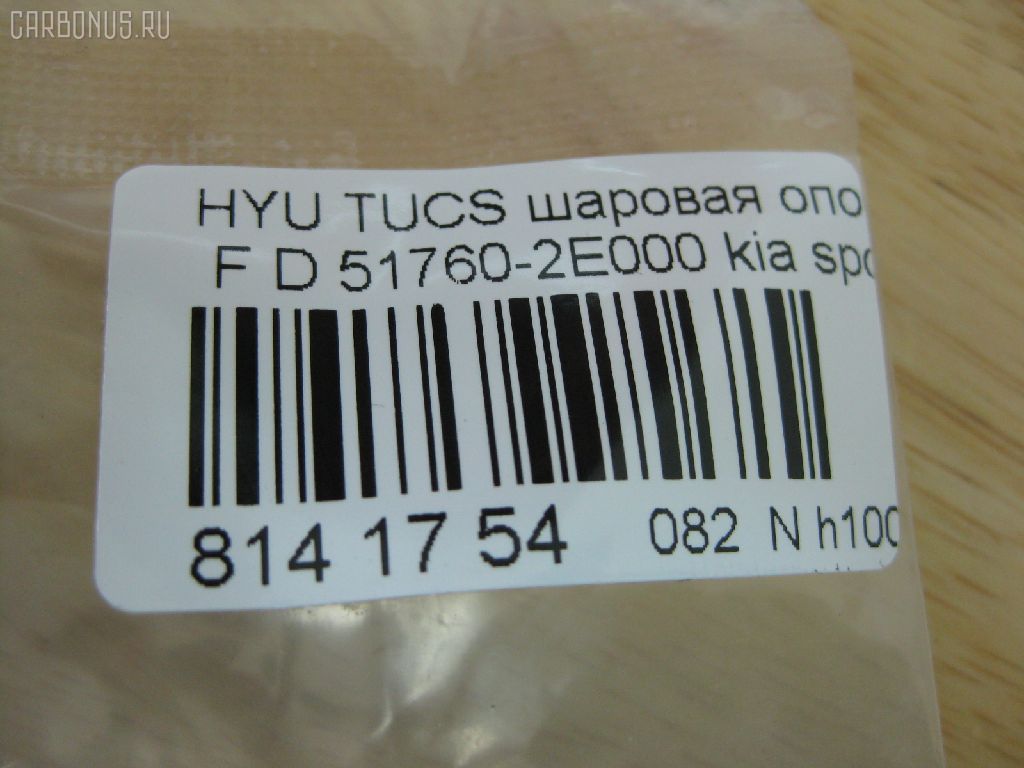 CARBONUS.RU
HYU TUCS шаровая опо
F D 51760-2E000 kia spo
814 17 54 082 N h100